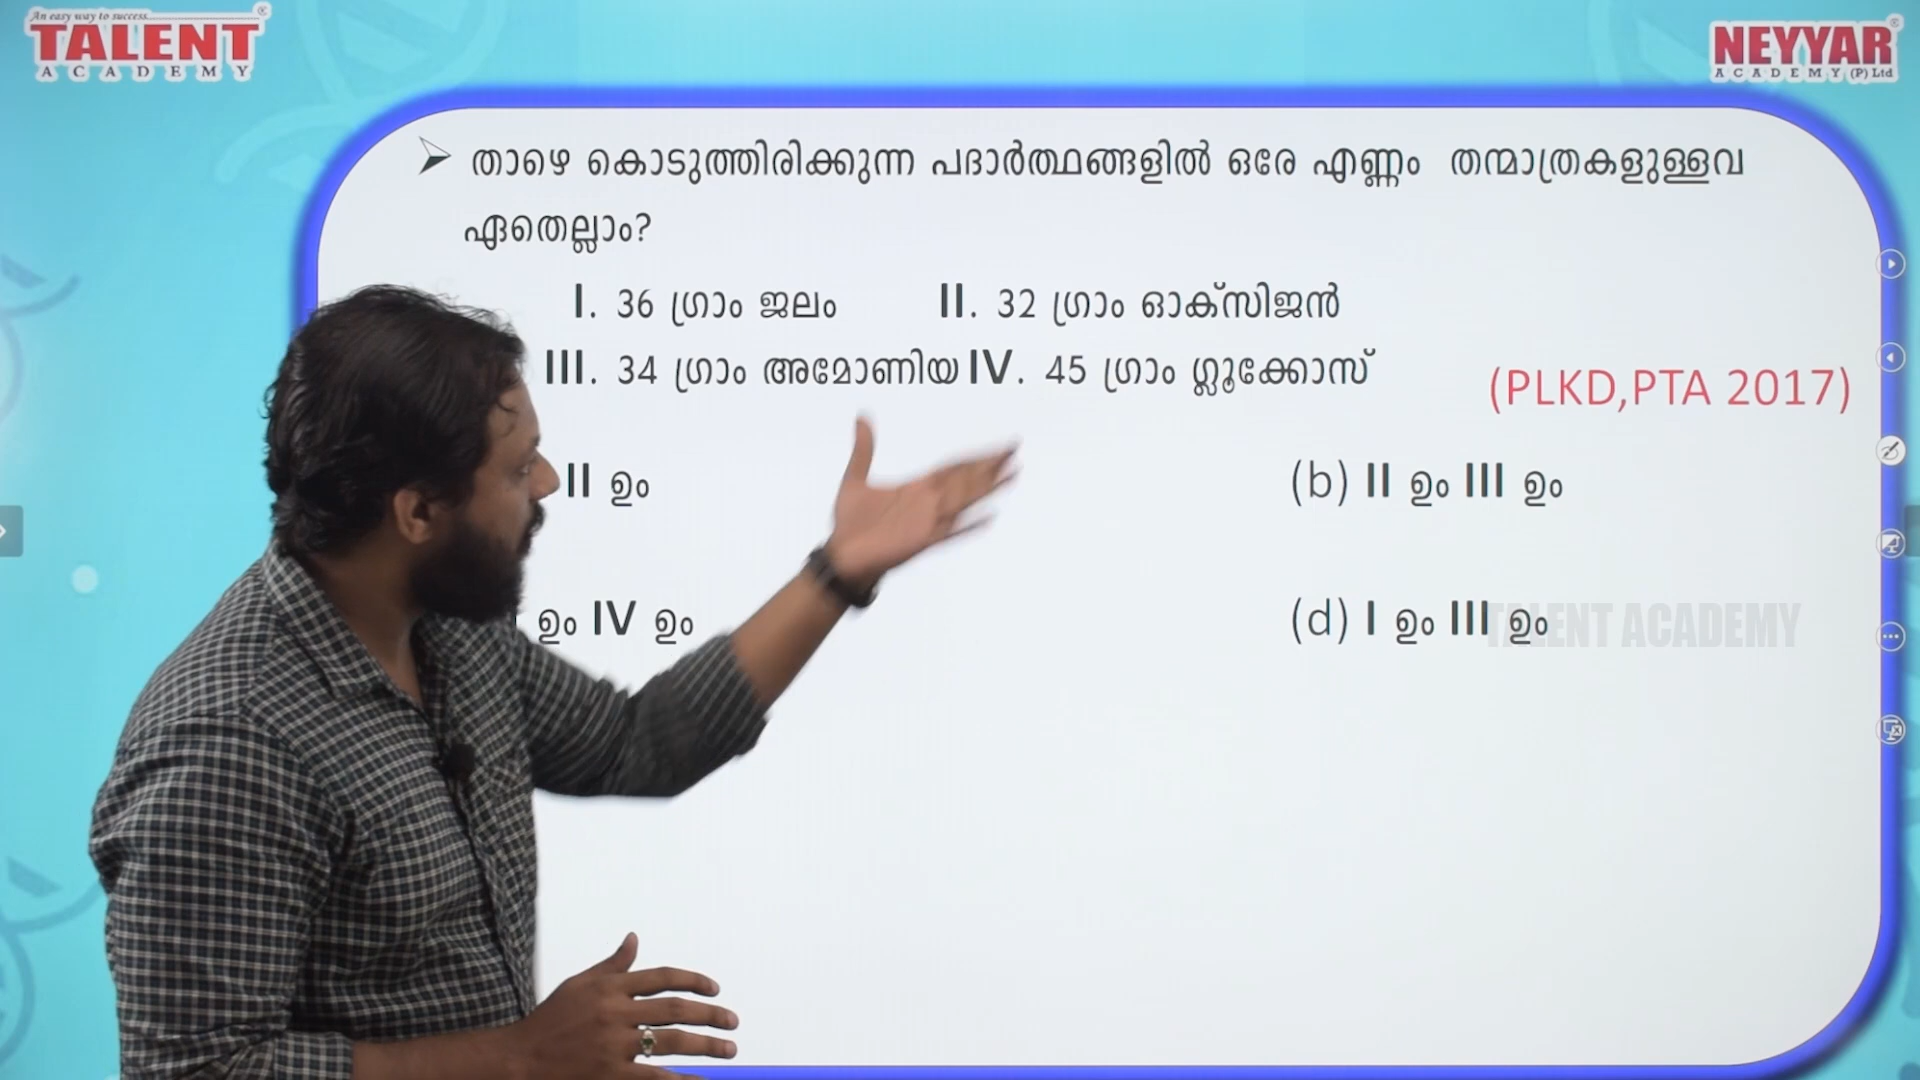 An easy way to success
TALENT
ACADEMY
NEYYAR
ACADEMY (P) Ltd
താഴെ കൊടുത്തിരിക്കുന്ന പദാർത്ഥങ്ങളിൽ ഒരേ എണ്ണം തന്മാത്രകളുള്ളവ
ഏതെല്ലാം?
I. 36 ഗ്രാം ജലം II. 32 ഗ്രാം ഓക്സിജൻ
III. 34 ഗ്രാം അമോണിയ IV. 45 ഗ്രാം ഗ്ലൂക്കോസ്
(PLKD,PTA 2017)
II ഉം (b) II ഉം III ഉം
ഉം IV ഉം (d) I ഉം III ഉം
TALENT ACADEMY